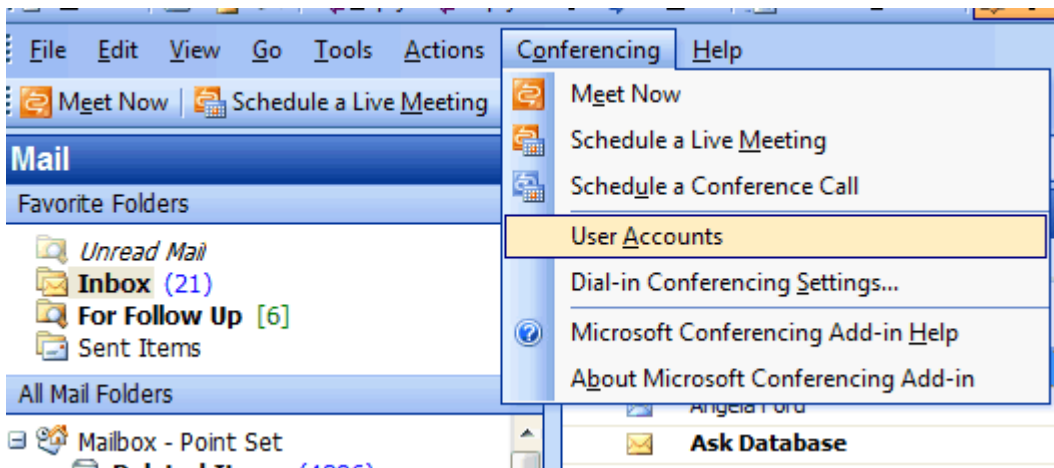 File Edit View Go Tools Actions Conferencing Help
Meet Now Schedule a Live Meeting
Meet Now
Schedule a Live Meeting
Schedule a Conference Call
User Accounts
Dial-in Conferencing Settings...
Microsoft Conferencing Add-in Help
About Microsoft Conferencing Add-in
Mail
Favorite Folders
Unread Mail
Inbox (21)
For Follow Up [6]
Sent Items
All Mail Folders
Mailbox - Point Set
Angela Ford
Ask Database